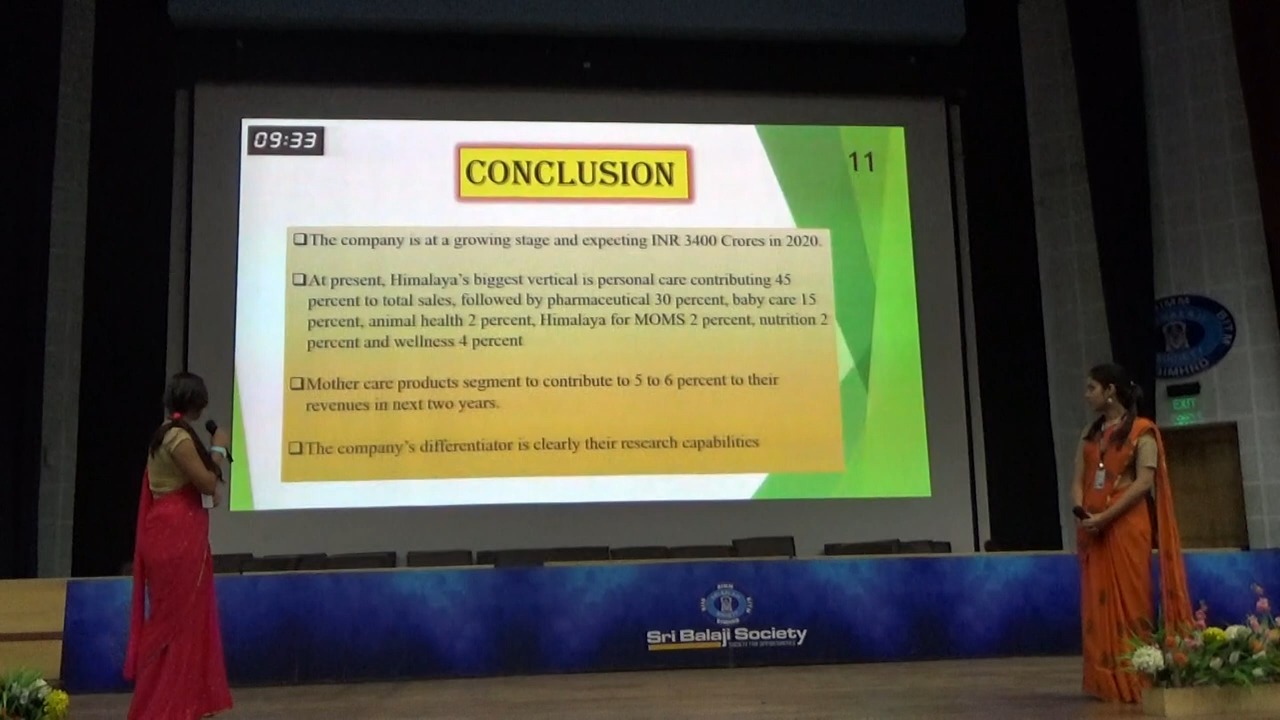 09:33
11
CONCLUSION
❑The company is at a growing stage and expecting INR 3400 Crores in 2020.
❑At present, Himalaya's biggest vertical is personal care contributing 45
percent to total sales, followed by pharmaceutical 30 percent, baby care 15
percent, animal health 2 percent, Himalaya for MOMS 2 percent, nutrition 2
percent and wellness 4 percent
❑Mother care products segment to contribute to 5 to 6 percent to their
revenues in next two years.
❑The company's differentiator is clearly their research capabilities
EXIT
Sri Balaji Society